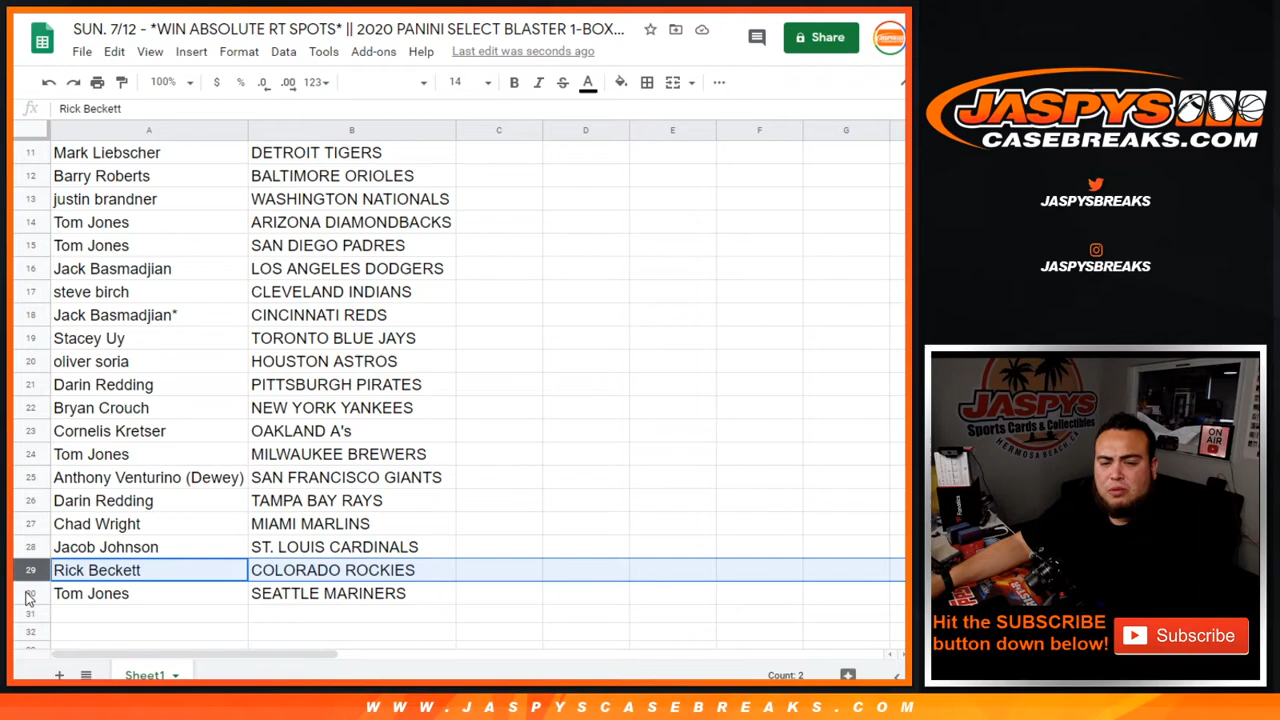 SUN. 7/12 - *WIN ABSOLUTE RT SPOTS* || 2020 PANINI SELECT BLASTER 1-BOX...
File Edit View Insert Format Data Tools Add-ons Help Last edit was seconds ago
Share
100% $ % .0 .00 123 14 B I S A
fx Rick Beckett
A B C D E F G
11 Mark Liebscher DETROIT TIGERS
12 Barry Roberts BALTIMORE ORIOLES
13 justin brandner WASHINGTON NATIONALS
14 Tom Jones ARIZONA DIAMONDBACKS
15 Tom Jones SAN DIEGO PADRES
16 Jack Basmadjian LOS ANGELES DODGERS
17 steve birch CLEVELAND INDIANS
18 Jack Basmadjian* CINCINNATI REDS
19 Stacey Uy TORONTO BLUE JAYS
20 oliver soria HOUSTON ASTROS
21 Darin Redding PITTSBURGH PIRATES
22 Bryan Crouch NEW YORK YANKEES
23 Cornelis Kretser OAKLAND A's
24 Tom Jones MILWAUKEE BREWERS
25 Anthony Venturino (Dewey) SAN FRANCISCO GIANTS
26 Darin Redding TAMPA BAY RAYS
27 Chad Wright MIAMI MARLINS
28 Jacob Johnson ST. LOUIS CARDINALS
29 Rick Beckett COLORADO ROCKIES
30 Tom Jones SEATTLE MARINERS
31
32
Sheet1 Count: 2
JASPYS
CASEBREAKS.COM
JASPYSBREAKS
JASPYSBREAKS
JASPYS
Sports Cards & Collectibles
HERMOSA BEACH, CA
ON AIR
Fanatics
Hit the SUBSCRIBE
button down below!
Subscribe
WWW.JASPYSCASEBREAKS.COM